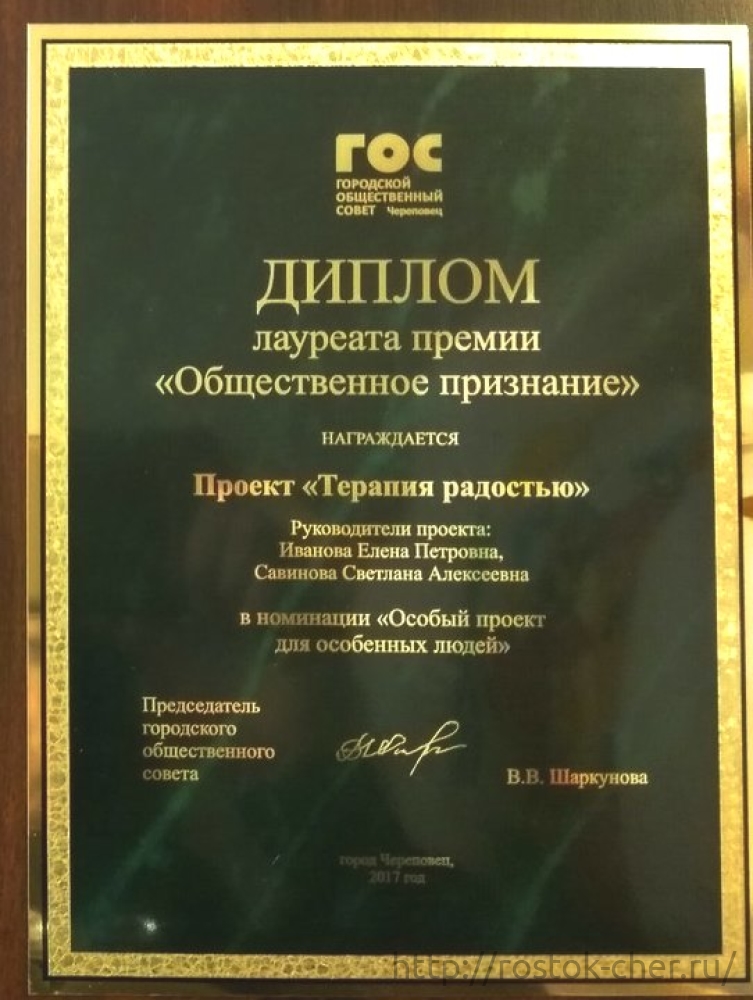 ГОС
ГОРОДСКОЙ
ОБЩЕСТВЕННЫЙ
СОВЕТ Череповец
ДИПЛОМ
лауреата премии
«Общественное признание»
НАГРАЖДАЕТСЯ
Проект «Терапия радостью»
Руководители проекта:
Иванова Елена Петровна,
Савинова Светлана Алексеевна
в номинации «Особый проект
для особенных людей»
Председатель
городского
общественного
совета
В.В. Шаркунова
город Череповец,
2017 год
http://rostok-cher.ru/